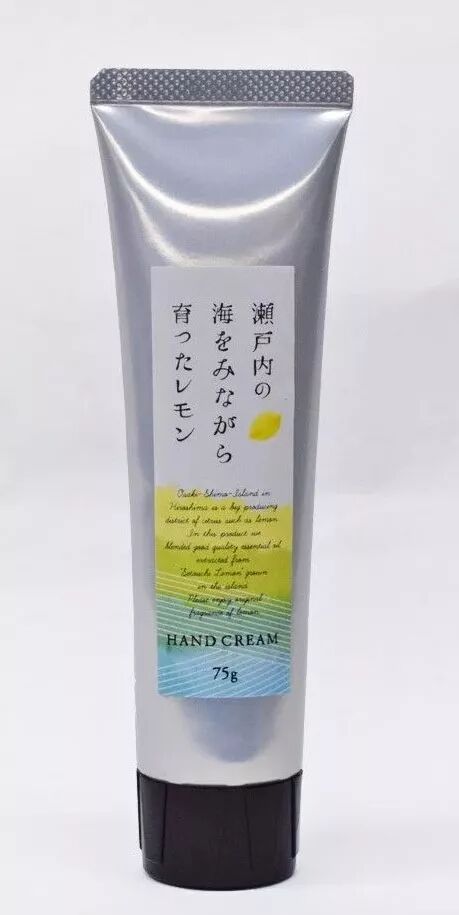 瀬戸内の
海をみながら
育ったレモン
Osaki-Shimo-Island in
Hiroshima is a big producing
district of citrus such as lemon.
In this product we
blended good quality essential oil
extracted from
"Setouchi Lemon" grown
in the island.
Please enjoy original
fragrance of lemon.
HAND CREAM
75g